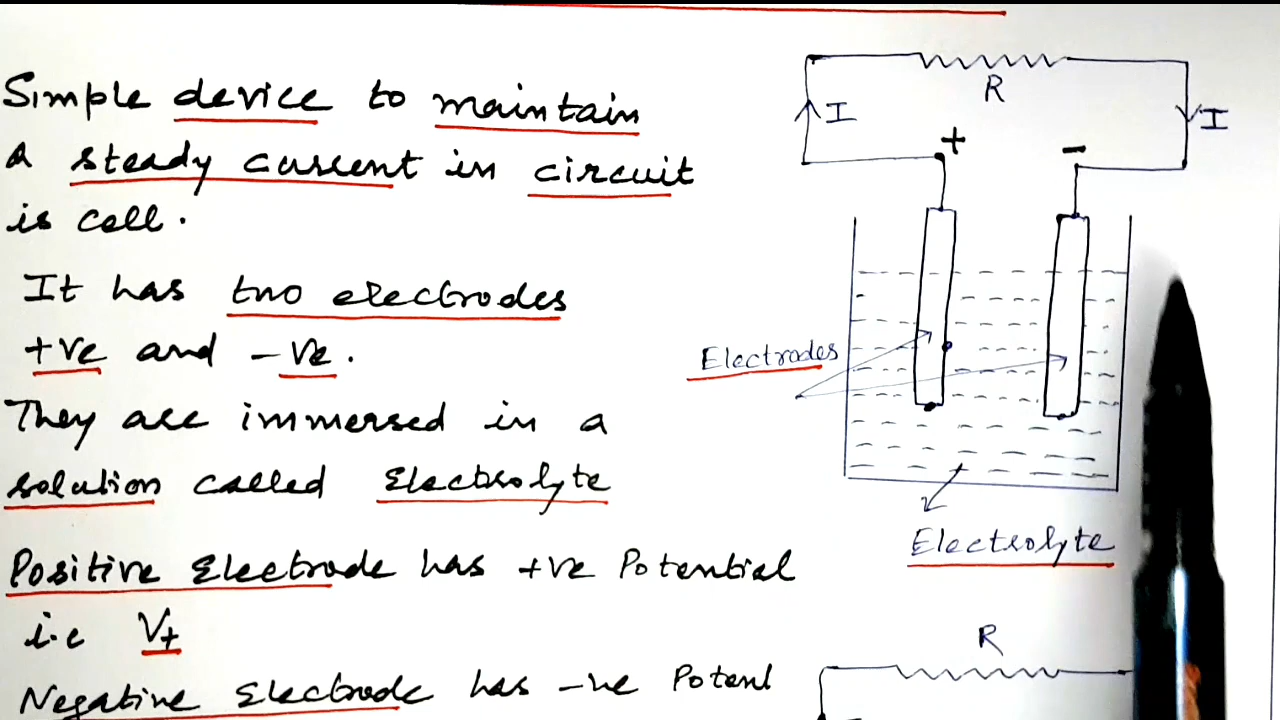 Simple device to maintain
a steady current in circuit
is cell.
It has two electrodes
+ve and -ve.
They are immersed in a
solution called Electrolyte
Positive Electrode has +ve Potential
i.e V+
Negative Electrode has -ve Potent
R
I
I
+
-
Electrodes
Electrolyte
R